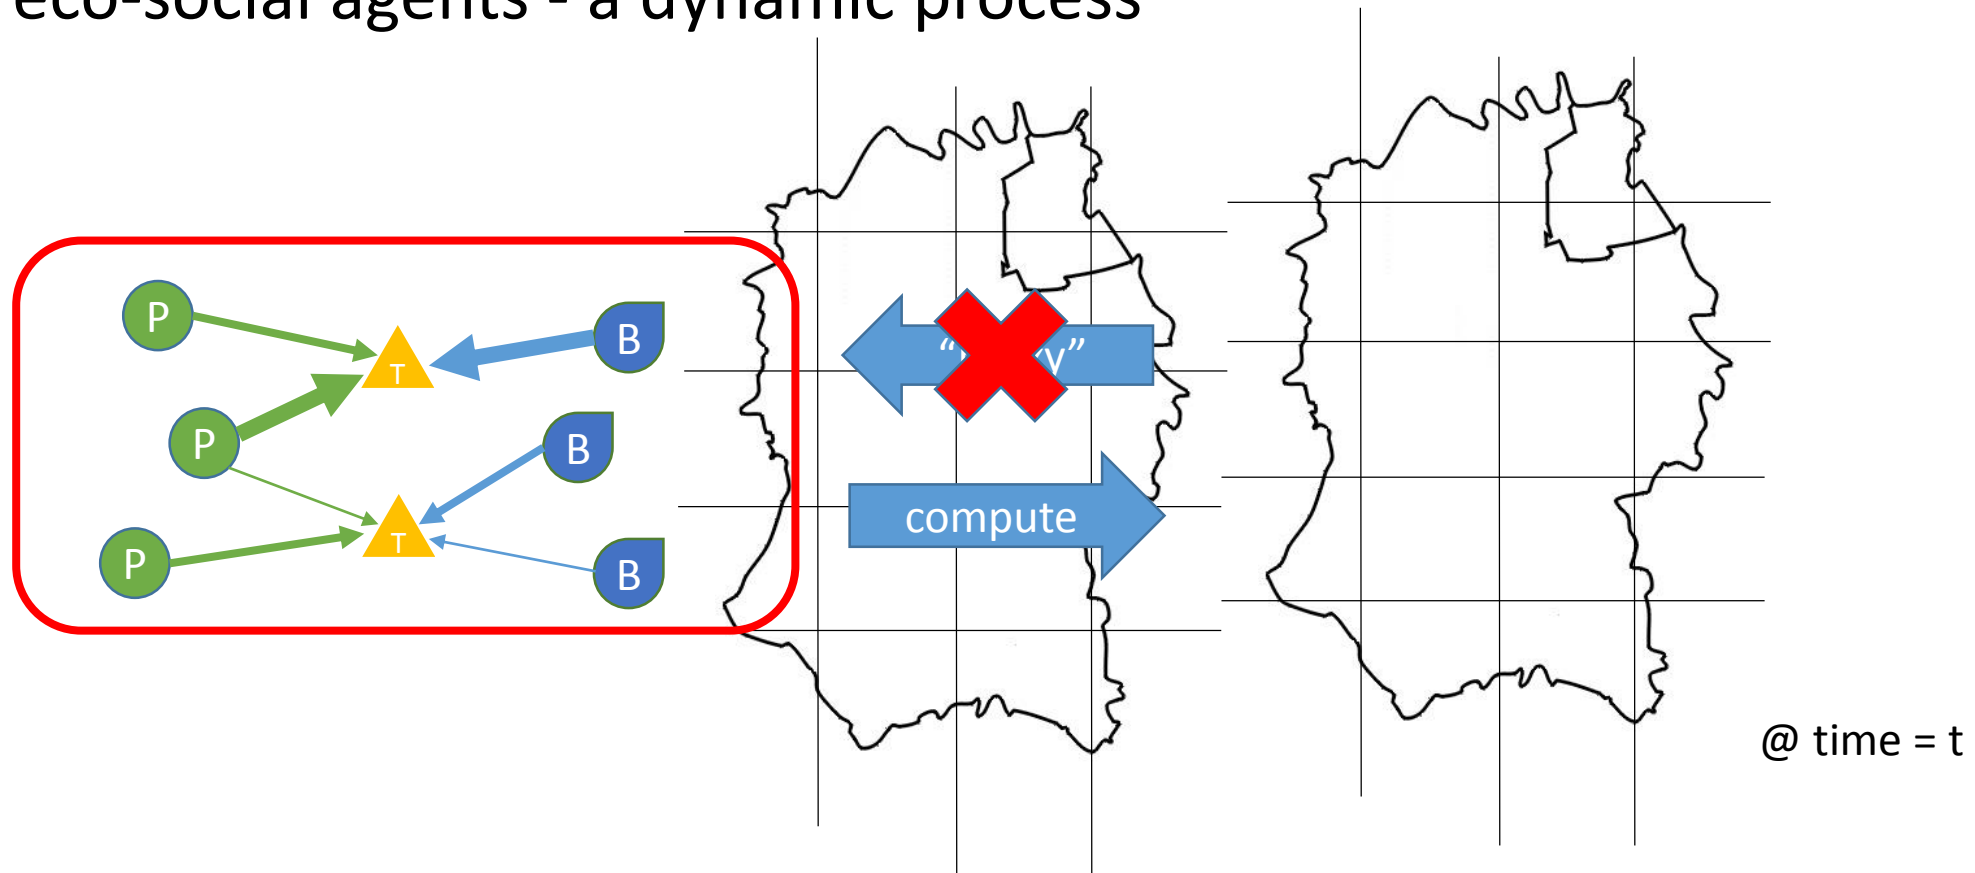 eco-social agents - a dynamic process
P
T
B
P
B
T
P
B
compute
@ time = t